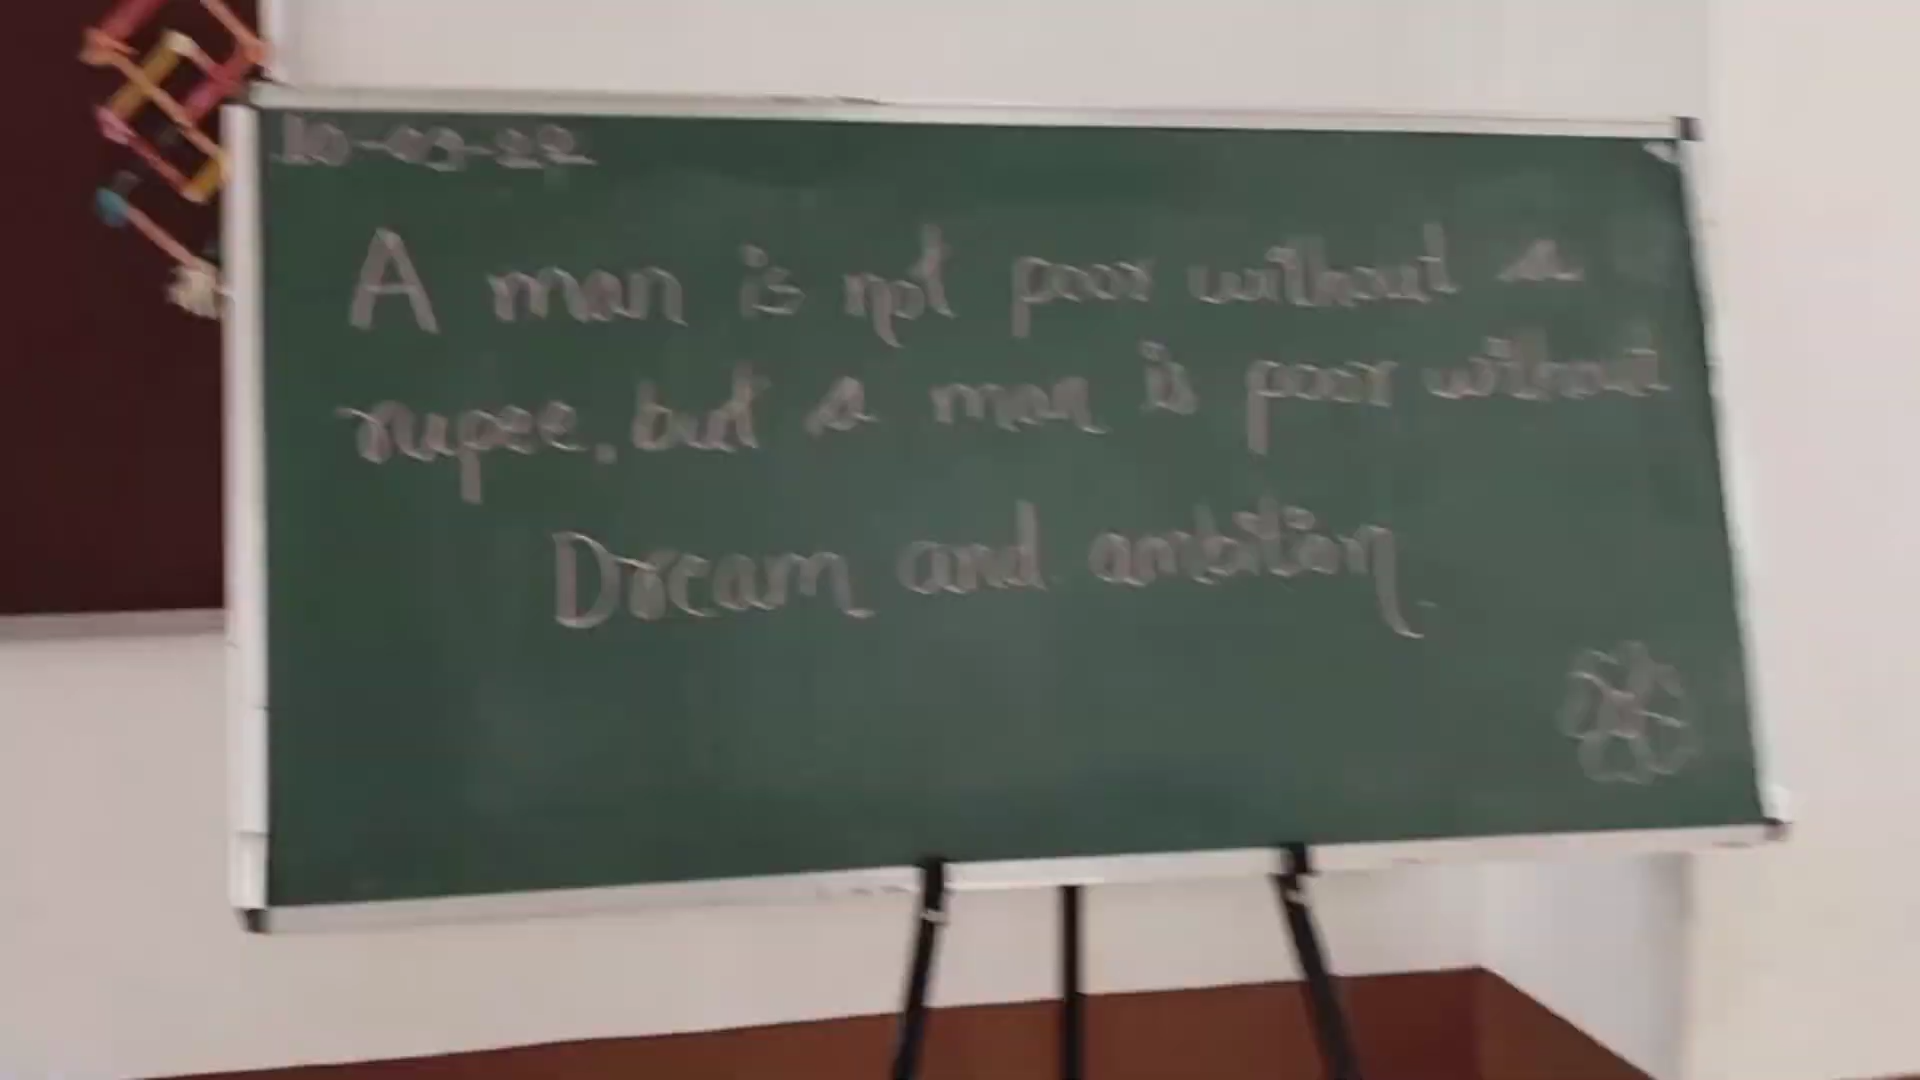 10-03-22
A man is not poor without a
rupee, but a man is poor without
Dream and ambition.